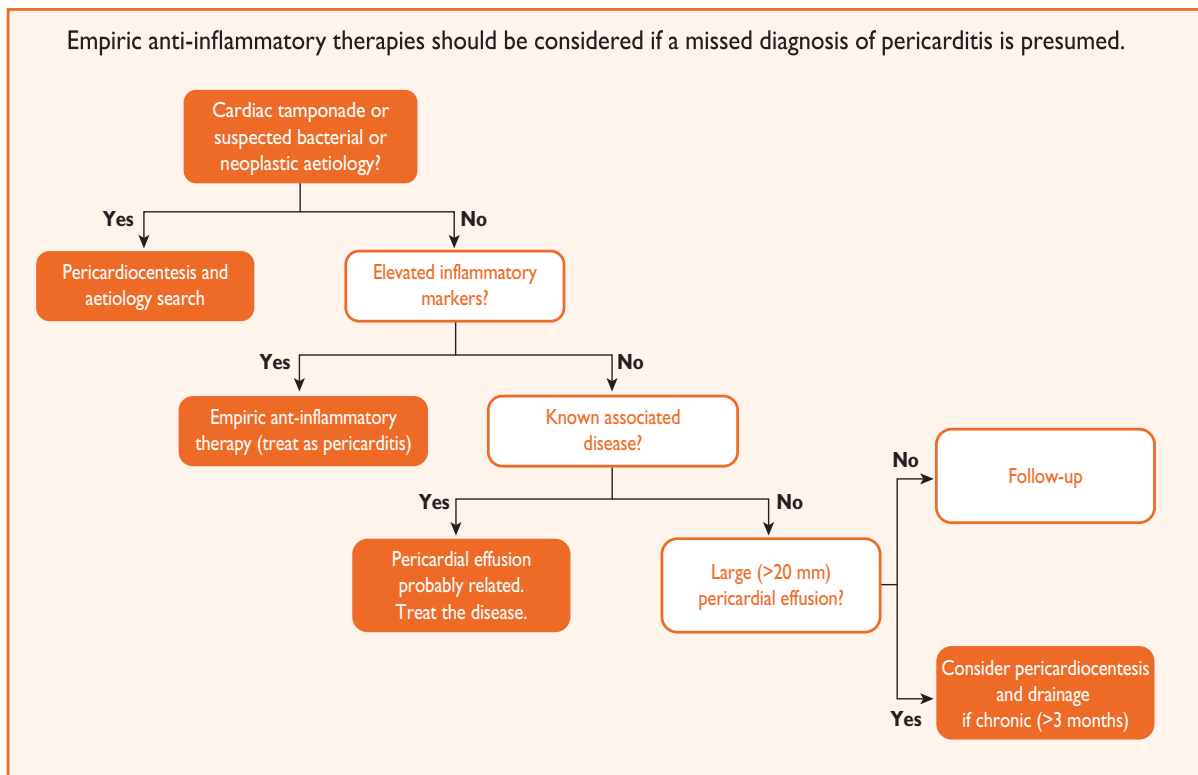 Empiric anti-inflammatory therapies should be considered if a missed diagnosis of pericarditis is presumed.
Cardiac tamponade or
suspected bacterial or
neoplastic aetiology?
Yes
No
Pericardiocentesis and
aetiology search
Elevated inflammatory
markers?
Yes
No
Empiric ant-inflammatory
therapy (treat as pericarditis)
Known associated
disease?
Yes
No
Pericardial effusion
probably related.
Treat the disease.
Large (>20 mm)
pericardial effusion?
No
Follow-up
Yes
Consider pericardiocentesis
and drainage
if chronic (>3 months)